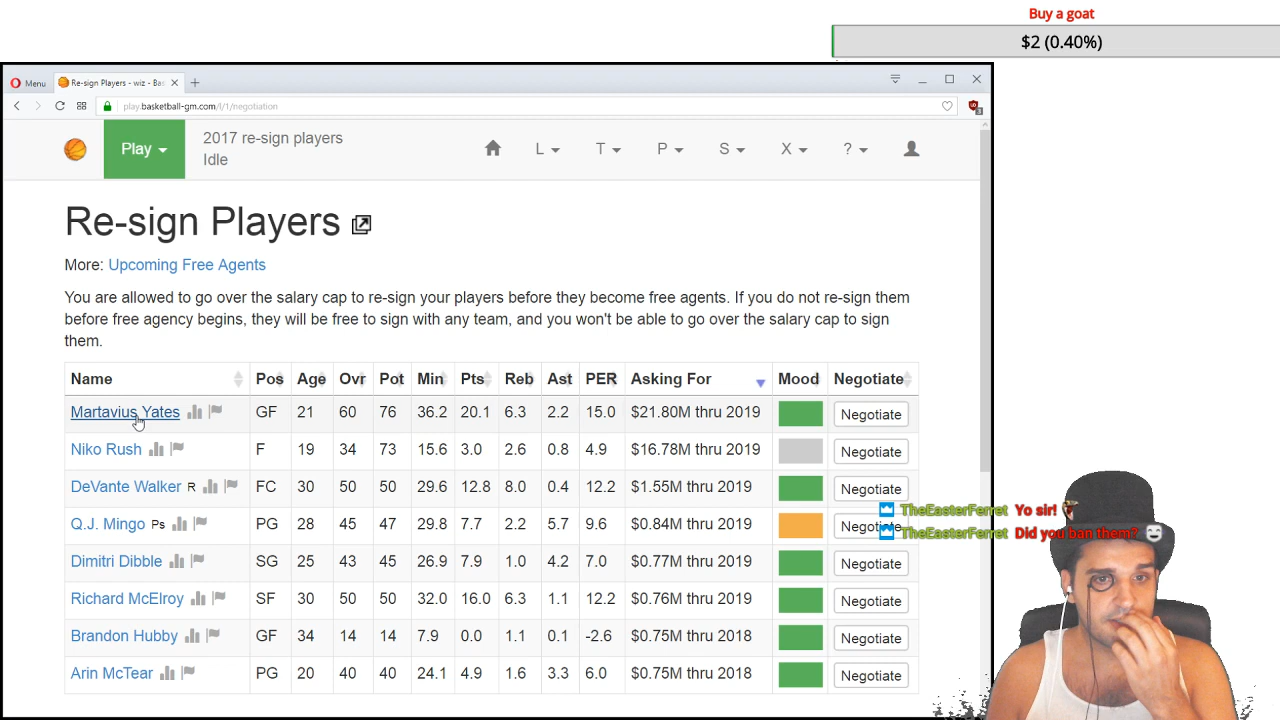 Buy a goat
$2 (0.40%)
Menu
Re-sign Players - wiz - Bas
play.basketball-gm.com/l/1/negotiation
Play
2017 re-sign players
Idle
L
T
P
S
X
?
Re-sign Players
More: Upcoming Free Agents
You are allowed to go over the salary cap to re-sign your players before they become free agents. If you do not re-sign them
before free agency begins, they will be free to sign with any team, and you won't be able to go over the salary cap to sign
them.
Name Pos Age Ovr Pot Min Pts Reb Ast PER Asking For Mood Negotiate
Martavius Yates GF 21 60 76 36.2 20.1 6.3 2.2 15.0 $21.80M thru 2019 Negotiate
Niko Rush F 19 34 73 15.6 3.0 2.6 0.8 4.9 $16.78M thru 2019 Negotiate
DeVante Walker R FC 30 50 50 29.6 12.8 8.0 0.4 12.2 $1.55M thru 2019 Negotiate
Q.J. Mingo Ps PG 28 45 47 29.8 7.7 2.2 5.7 9.6 $0.84M thru 2019 Negotiate
Dimitri Dibble SG 25 43 45 26.9 7.9 1.0 4.2 7.0 $0.77M thru 2019 Negotiate
Richard McElroy SF 30 50 50 32.0 16.0 6.3 1.1 12.2 $0.76M thru 2019 Negotiate
Brandon Hubby GF 34 14 14 7.9 0.0 1.1 0.1 -2.6 $0.75M thru 2018 Negotiate
Arin McTear PG 20 40 40 24.1 4.9 1.6 3.3 6.0 $0.75M thru 2018 Negotiate
TheEasterFerret Yo sir!
TheEasterFerret Did you ban them?